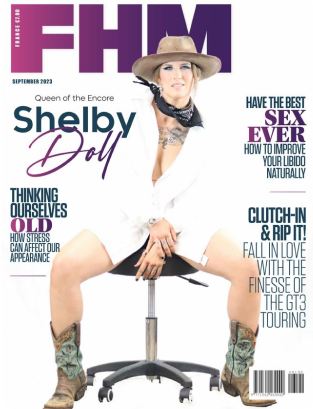 FRANCE €7.90
FHM
SEPTEMBER 2023
Queen of the Encore
Shelby
Doll
HAVE THE BEST
SEX
EVER
HOW TO IMPROVE
YOUR LIBIDO
NATURALLY
THINKING
OURSELVES
OLD
HOW STRESS
CAN AFFECT OUR
APPEARANCE
CLUTCH-IN
& RIP IT!
FALL IN LOVE
WITH THE
FINESSE OF
THE GT3
TOURING